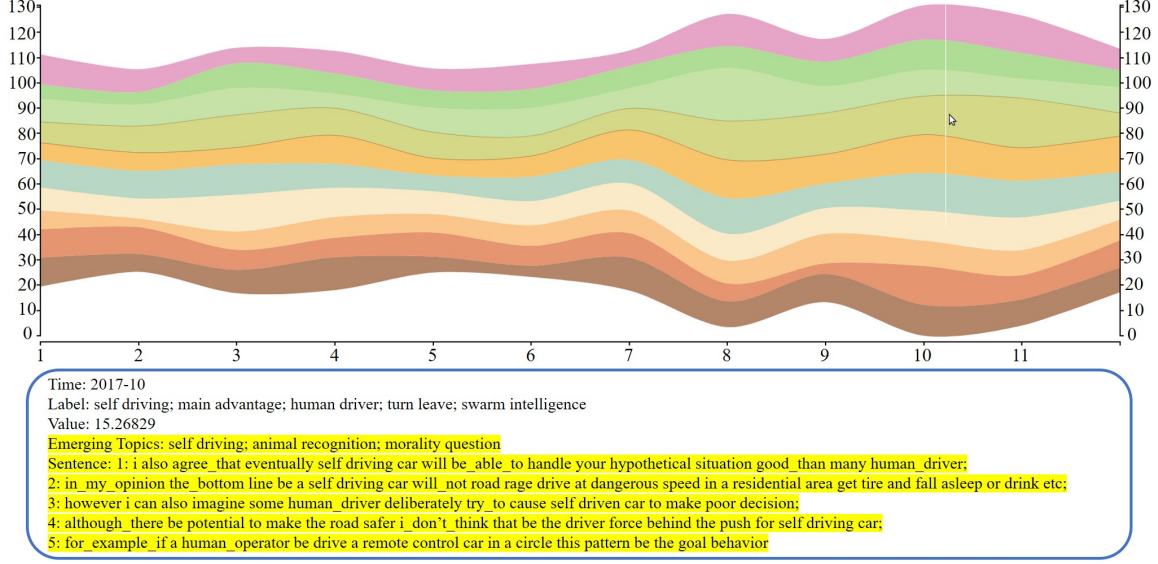 130
120
110
100
90
80
70
60
50
40
30
20
10
0
130
120
110
100
90
80
70
60
50
40
30
20
10
0
1 2 3 4 5 6 7 8 9 10 11
Time: 2017-10
Label: self driving; main advantage; human driver; turn leave; swarm intelligence
Value: 15.26829
Emerging Topics: self driving; animal recognition; morality question
Sentence: 1: i also agree_that eventually self driving car will be_able_to handle your hypothetical situation good_than many human_driver;
2: in_my_opinion the_bottom line be a self driving car will_not road rage drive at dangerous speed in a residential area get tire and fall asleep or drink etc;
3: however i can also imagine some human_driver deliberately try_to cause self driven car to make poor decision;
4: although_there be potential to make the road safer i_don’t_think that be the driver force behind the push for self driving car;
5: for_example_if a human_operator be drive a remote control car in a circle this pattern be the goal behavior